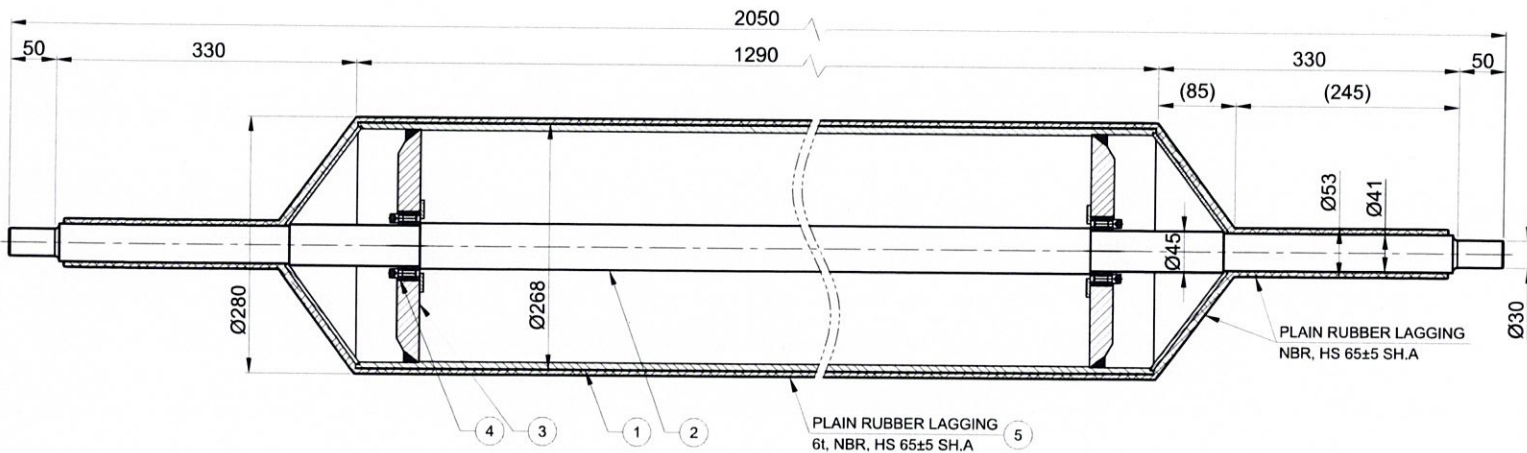 2050
50
330
1290
330
50
(85)
(245)
Ø280
Ø268
Ø45
Ø53
Ø41
Ø30
PLAIN RUBBER LAGGING
NBR, HS 65±5 SH.A
4
3
1
2
PLAIN RUBBER LAGGING
6t, NBR, HS 65±5 SH.A
5